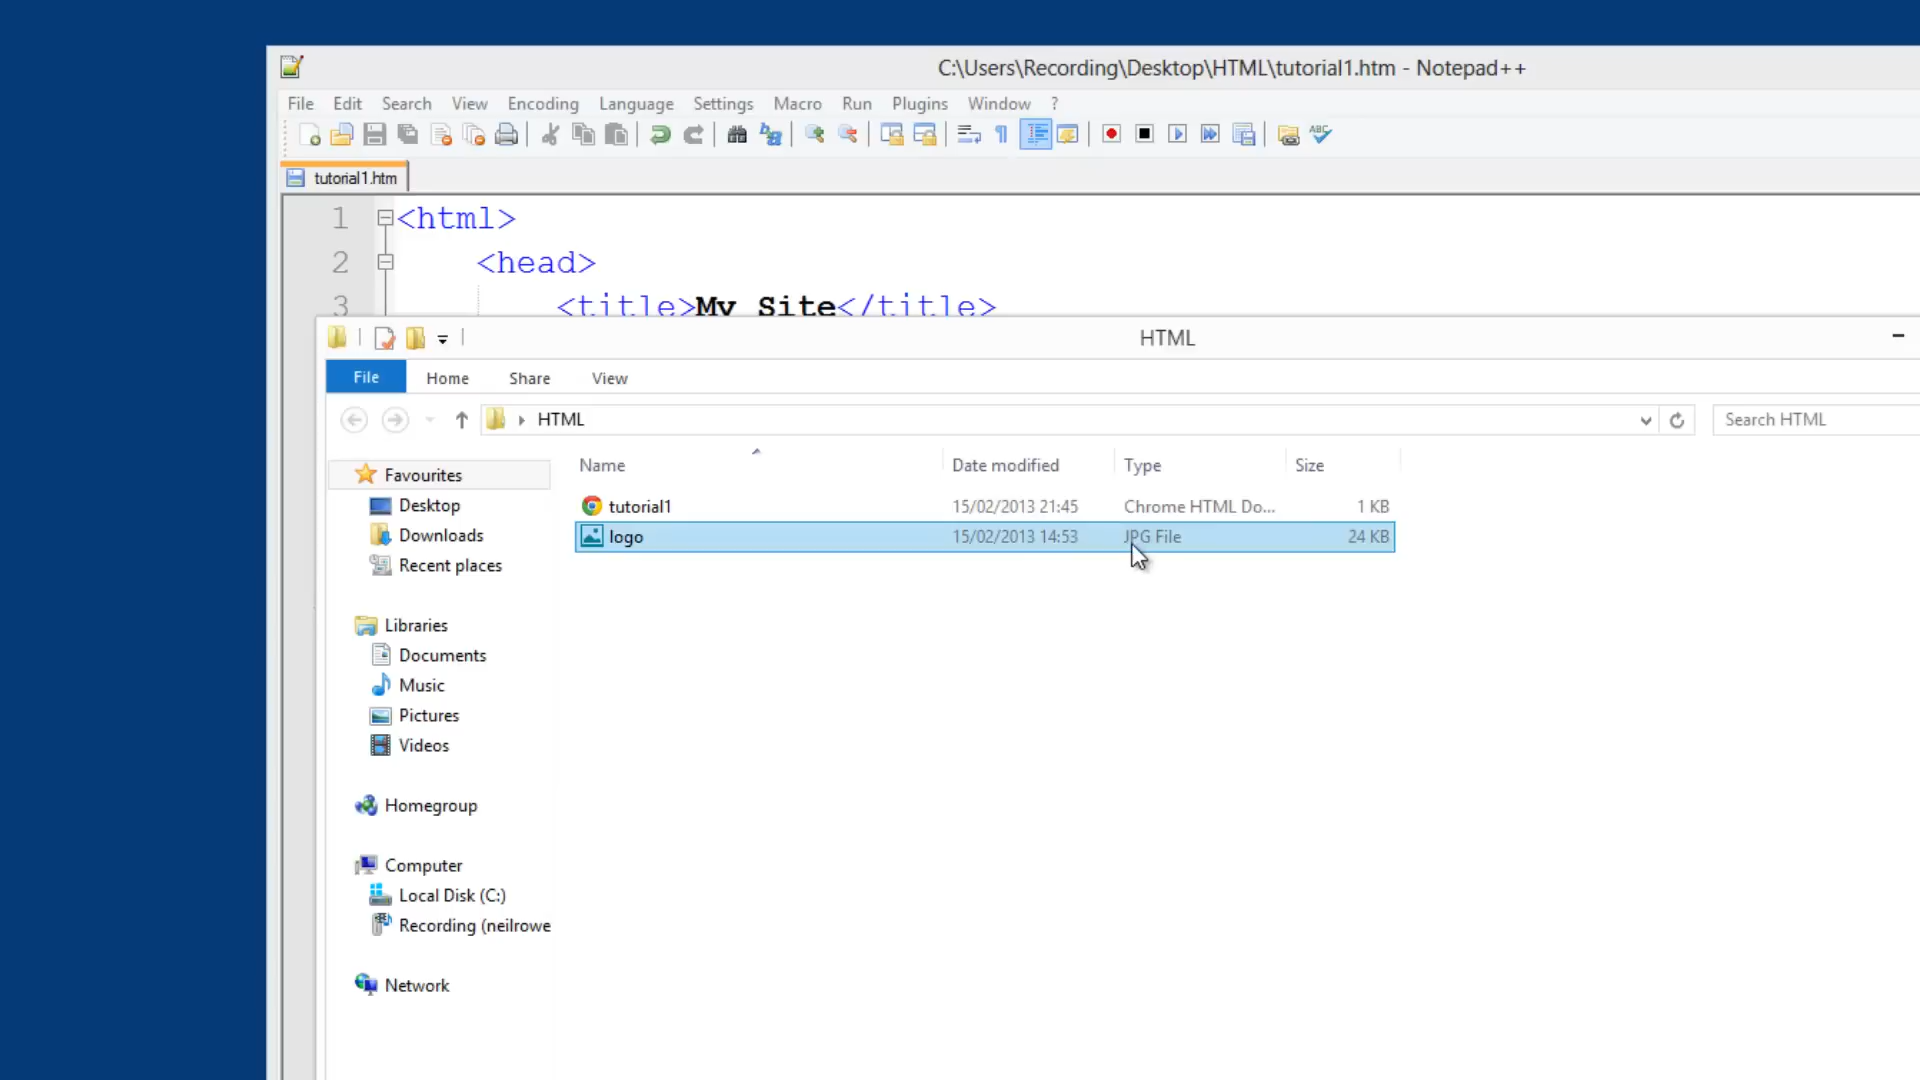 C:\Users\Recording\Desktop\HTML\tutorial1.htm - Notepad++
File Edit Search View Encoding Language Settings Macro Run Plugins Window ?
tutorial1.htm
1 <html>
2 <head>
3 <title>My Site</title>
HTML
File Home Share View
HTML
Search HTML
Name Date modified Type Size
tutorial1 15/02/2013 21:45 Chrome HTML Do... 1 KB
logo 15/02/2013 14:53 JPG File 24 KB
Favourites
Desktop
Downloads
Recent places
Libraries
Documents
Music
Pictures
Videos
Homegroup
Computer
Local Disk (C:)
Recording (neilrowe
Network